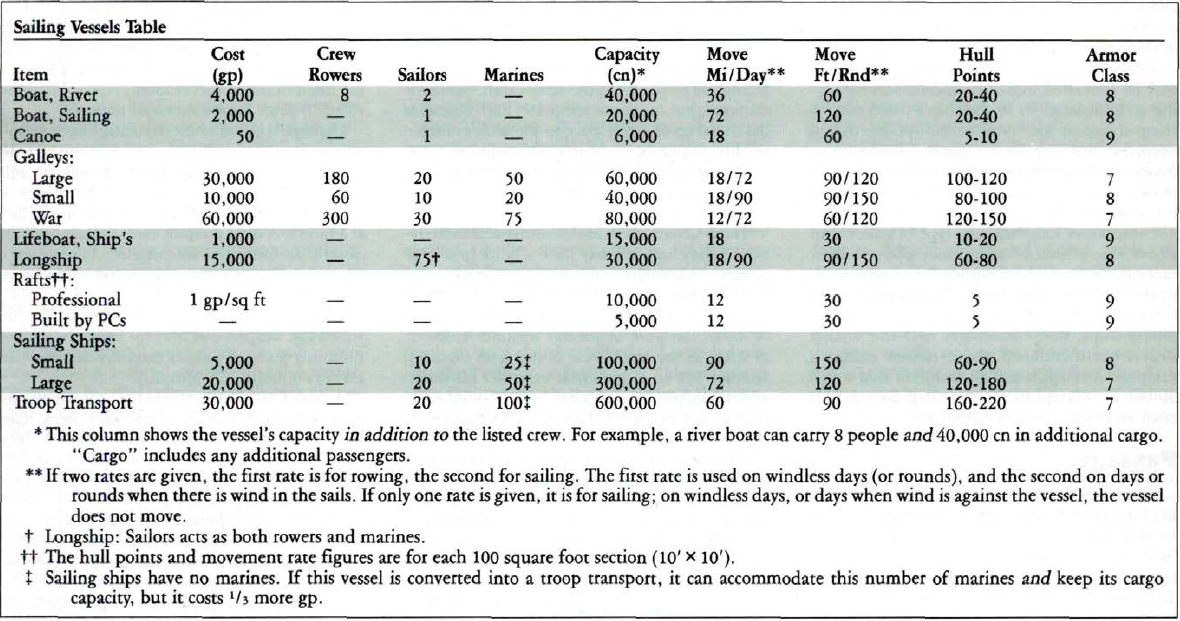 Sailing Vessels Table
Cost Crew Capacity Move Move Hull Armor
Item (gp) Rowers Sailors Marines (cn)* Mi/Day** Ft/Rnd** Points Class
Boat, River 4,000 8 2 — 40,000 36 60 20-40 8
Boat, Sailing 2,000 — 1 — 20,000 72 120 20-40 8
Canoe 50 — 1 — 6,000 18 60 5-10 9
Galleys:
Large 30,000 180 20 50 60,000 18/72 90/120 100-120 7
Small 10,000 60 10 20 40,000 18/90 90/150 80-100 8
War 60,000 300 30 75 80,000 12/72 60/120 120-150 7
Lifeboat, Ship's 1,000 — — — 15,000 18 30 10-20 9
Longship 15,000 — 75† — 30,000 18/90 90/150 60-80 8
Rafts††:
Professional 1 gp/sq ft — — — 10,000 12 30 5 9
Built by PCs — — — — 5,000 12 30 5 9
Sailing Ships:
Small 5,000 — 10 25‡ 100,000 90 150 60-90 8
Large 20,000 — 20 50‡ 300,000 72 120 120-180 7
Troop Transport 30,000 — 20 100‡ 600,000 60 90 160-220 7
* This column shows the vessel's capacity in addition to the listed crew. For example, a river boat can carry 8 people and 40,000 cn in additional cargo.
"Cargo" includes any additional passengers.
** If two rates are given, the first rate is for rowing, the second for sailing. The first rate is used on windless days (or rounds), and the second on days or
rounds when there is wind in the sails. If only one rate is given, it is for sailing; on windless days, or days when wind is against the vessel, the vessel
does not move.
† Longship: Sailors acts as both rowers and marines.
†† The hull points and movement rate figures are for each 100 square foot section (10' × 10').
‡ Sailing ships have no marines. If this vessel is converted into a troop transport, it can accommodate this number of marines and keep its cargo
capacity, but it costs 1/3 more gp.